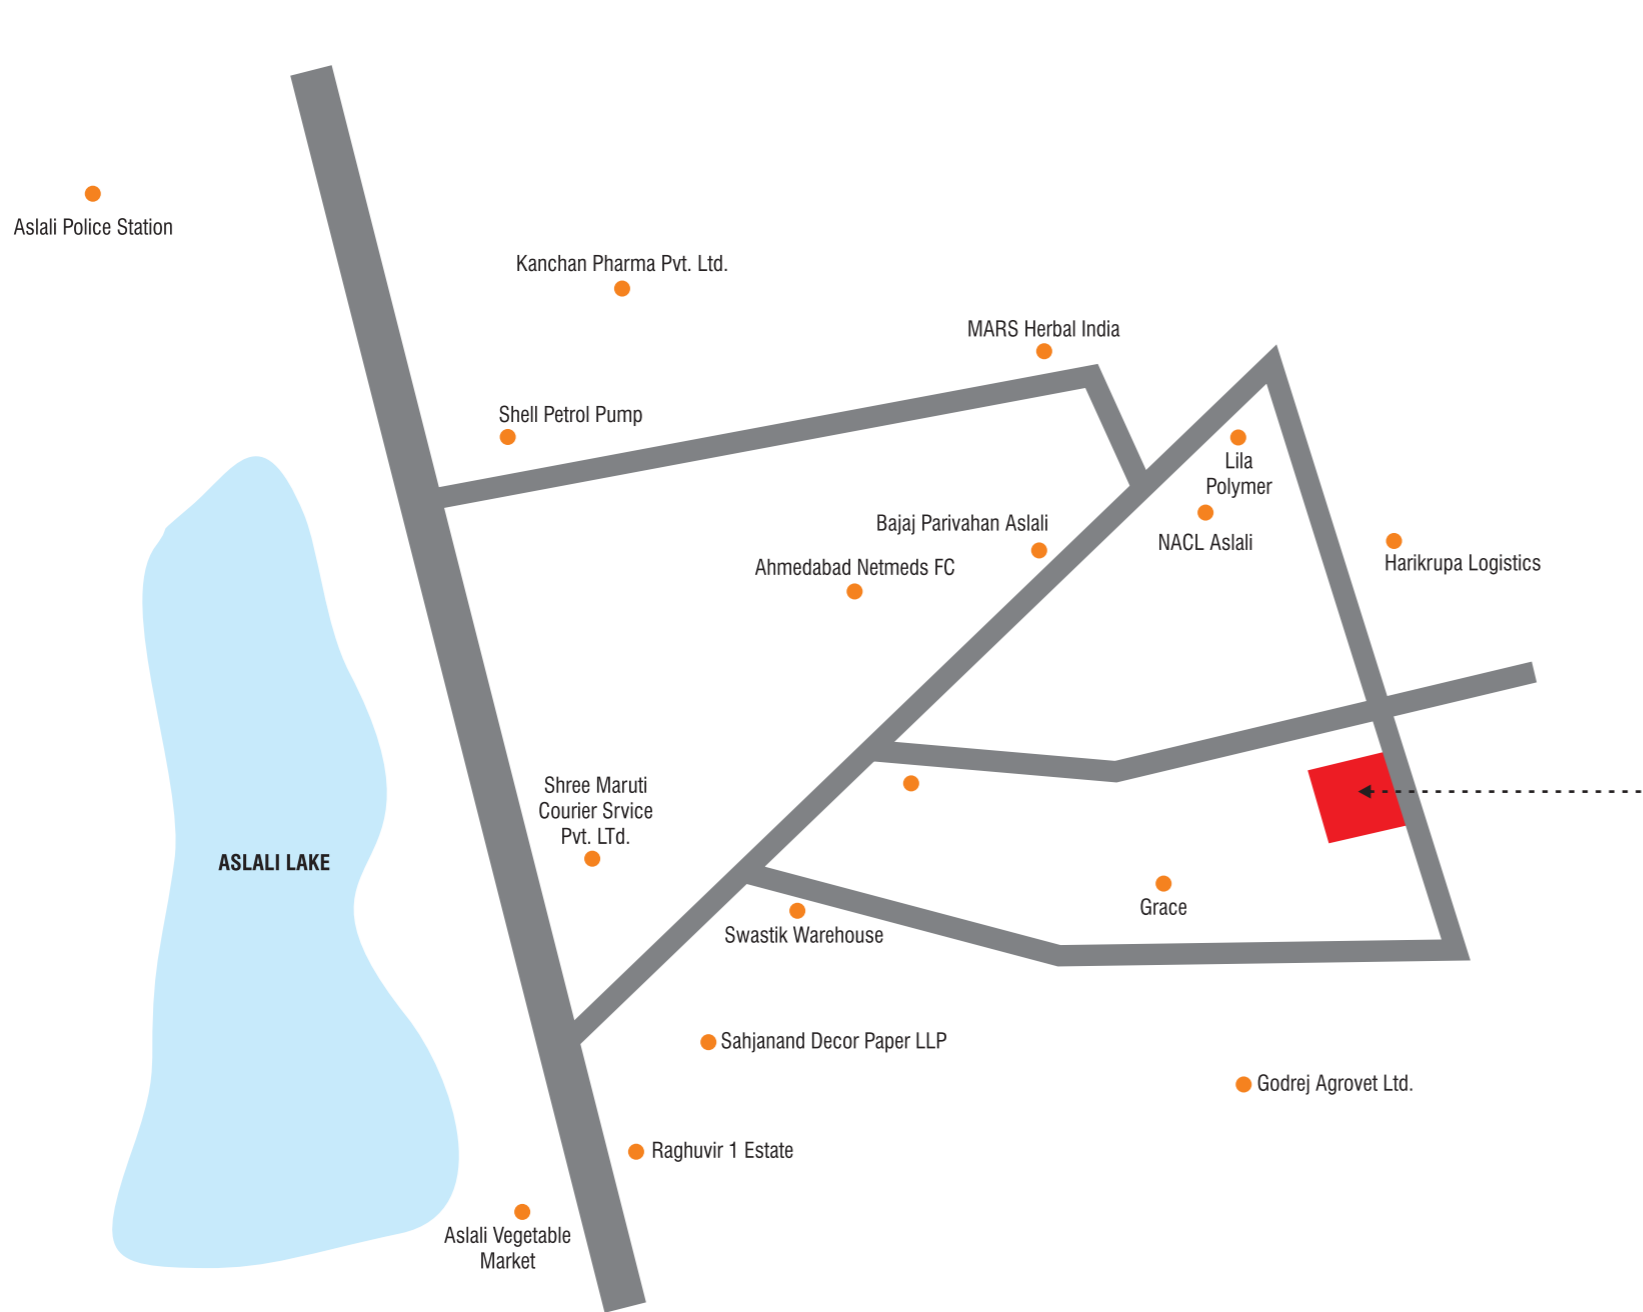 Aslali Police Station
Kanchan Pharma Pvt. Ltd.
MARS Herbal India
Shell Petrol Pump
Lila
Polymer
Bajaj Parivahan Aslali
NACL Aslali
Harikrupa Logistics
Ahmedabad Netmeds FC
Shree Maruti
Courier Srvice
Pvt. LTd.
ASLALI LAKE
Grace
Swastik Warehouse
Sahjanand Decor Paper LLP
Godrej Agrovet Ltd.
Raghuvir 1 Estate
Aslali Vegetable
Market